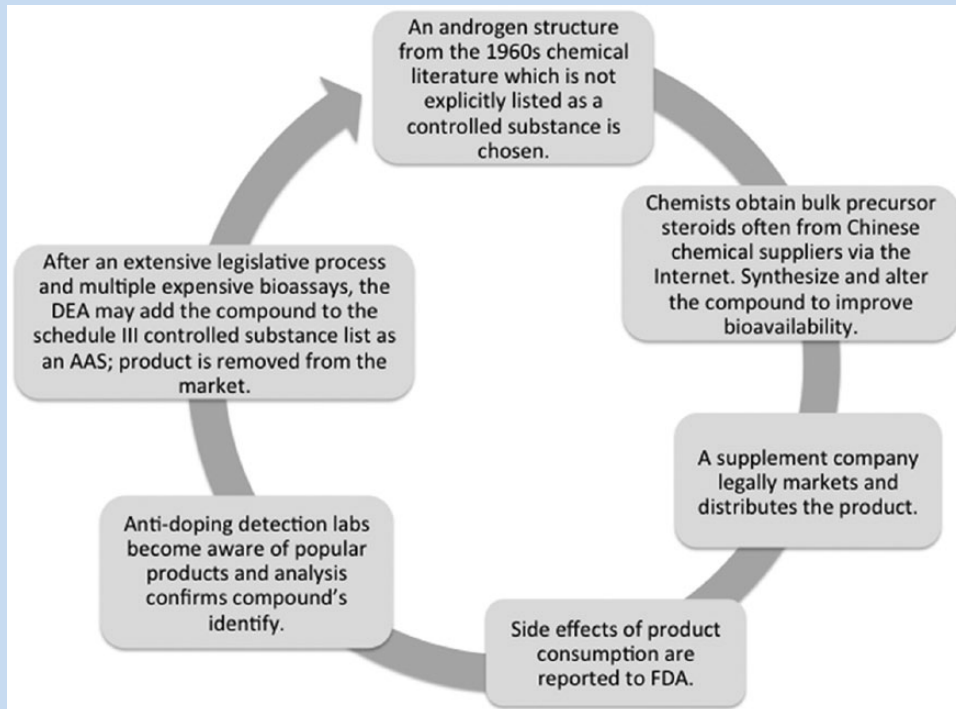 An androgen structure
from the 1960s chemical
literature which is not
explicitly listed as a
controlled substance is
chosen.
Chemists obtain bulk precursor
steroids often from Chinese
chemical suppliers via the
Internet. Synthesize and alter
the compound to improve
bioavailability.
A supplement company
legally markets and
distributes the product.
Side effects of product
consumption are
reported to FDA.
Anti-doping detection labs
become aware of popular
products and analysis
confirms compound's
identify.
After an extensive legislative process
and multiple expensive bioassays, the
DEA may add the compound to the
schedule III controlled substance list as
an AAS; product is removed from the
market.